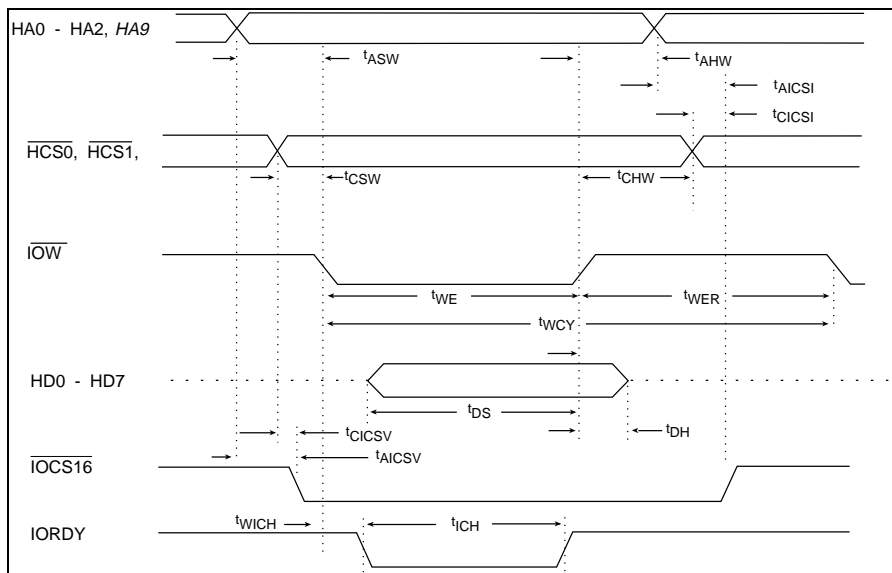 HA0 - HA2, HA9
tASW
tAHW
tAICSI
tCICSI
HCS0, HCS1,
tCSW
tCHW
IOW
tWE
tWER
tWCY
HD0 - HD7
tDS
tCICSV
tDH
tAICSV
IOCS16
tWICH
tICH
IORDY